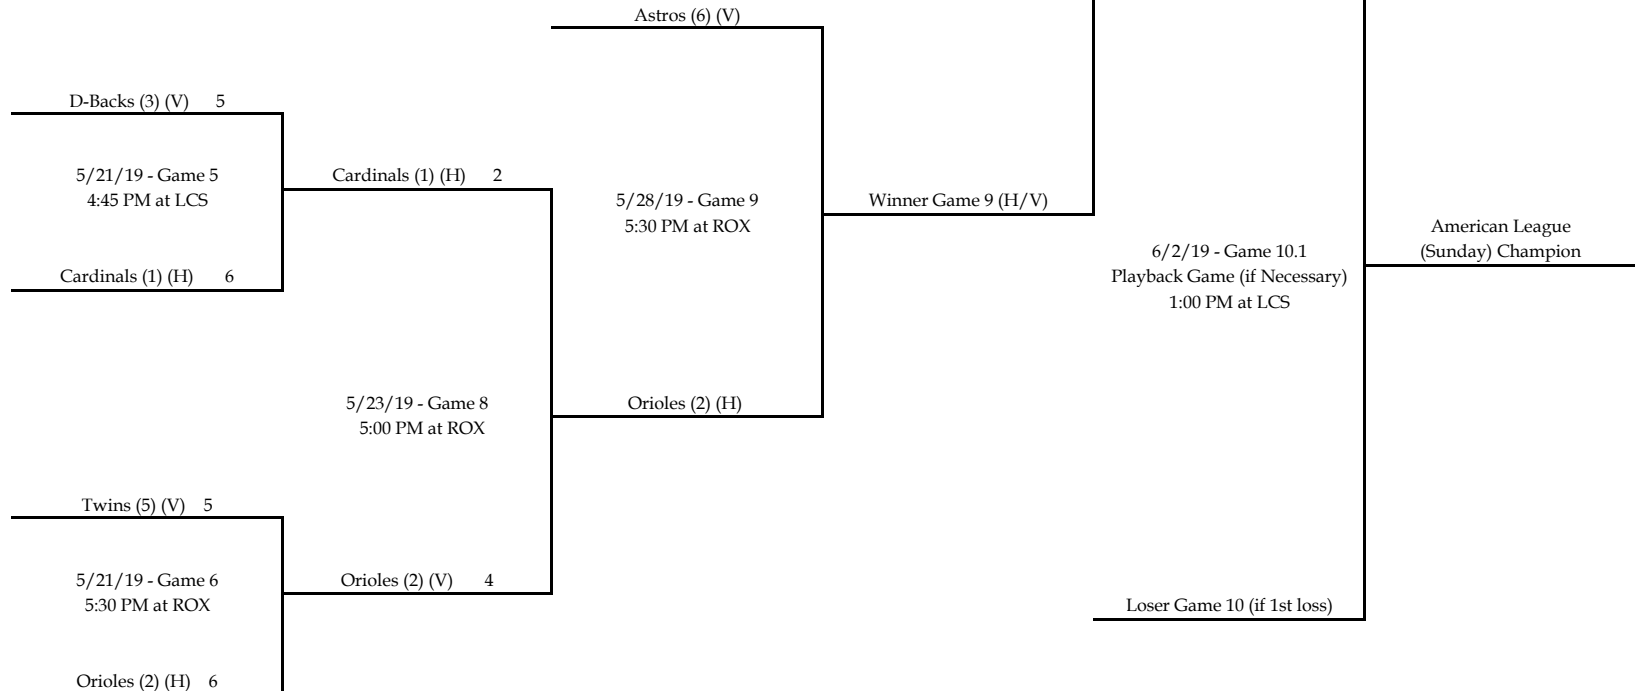 Astros (6) (V)
D-Backs (3) (V) 5
5/21/19 - Game 5
4:45 PM at LCS
Cardinals (1) (H) 6
Cardinals (1) (H) 2
5/28/19 - Game 9
5:30 PM at ROX
Winner Game 9 (H/V)
6/2/19 - Game 10.1
Playback Game (if Necessary)
1:00 PM at LCS
American League
(Sunday) Champion
5/23/19 - Game 8
5:00 PM at ROX
Orioles (2) (H)
Twins (5) (V) 5
5/21/19 - Game 6
5:30 PM at ROX
Orioles (2) (V) 4
Loser Game 10 (if 1st loss)
Orioles (2) (H) 6